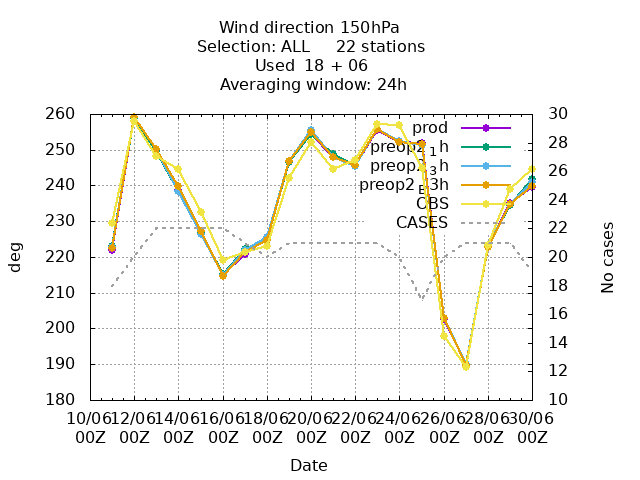 Wind direction 150hPa
Selection: ALL 22 stations
Used 18 + 06
Averaging window: 24h
260
250
240
230
220
210
200
190
180
30
28
26
24
22
20
18
16
14
12
10
deg
No cases
prod
preop2_1h
preop2_3h
preop2_E3h
OBS
CASES
10/06 12/06 14/06 16/06 18/06 20/06 22/06 24/06 26/06 28/06 30/06
00Z 00Z 00Z 00Z 00Z 00Z 00Z 00Z 00Z 00Z 00Z
Date